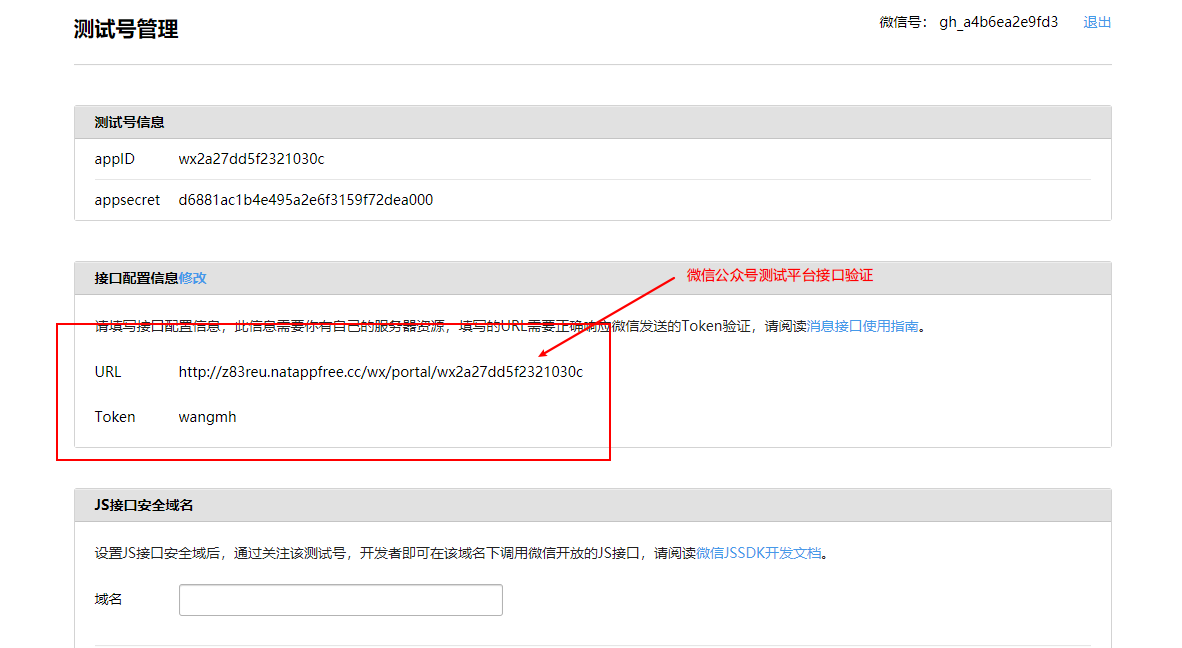 测试号管理
微信号： gh_a4b6ea2e9fd3 退出
测试号信息
appID wx2a27dd5f2321030c
appsecret d6881ac1b4e495a2e6f3159f72dea000
接口配置信息修改
微信公众号测试平台接口验证
请填写接口配置信息，此信息需要你有自己的服务器资源，填写的URL需要正确响应微信发送的Token验证，请阅读消息接口使用指南。
URL http://z83reu.natappfree.cc/wx/portal/wx2a27dd5f2321030c
Token wangmh
JS接口安全域名
设置JS接口安全域后，通过关注该测试号，开发者即可在该域名下调用微信开放的JS接口，请阅读微信JSSDK开发文档。
域名